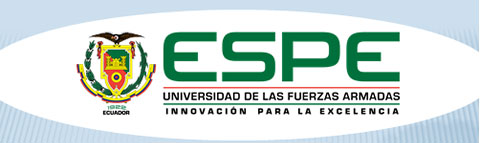 ESPE
UNIVERSIDAD DE LAS FUERZAS ARMADAS
INNOVACIÓN PARA LA EXCELENCIA
1922
ECUADOR